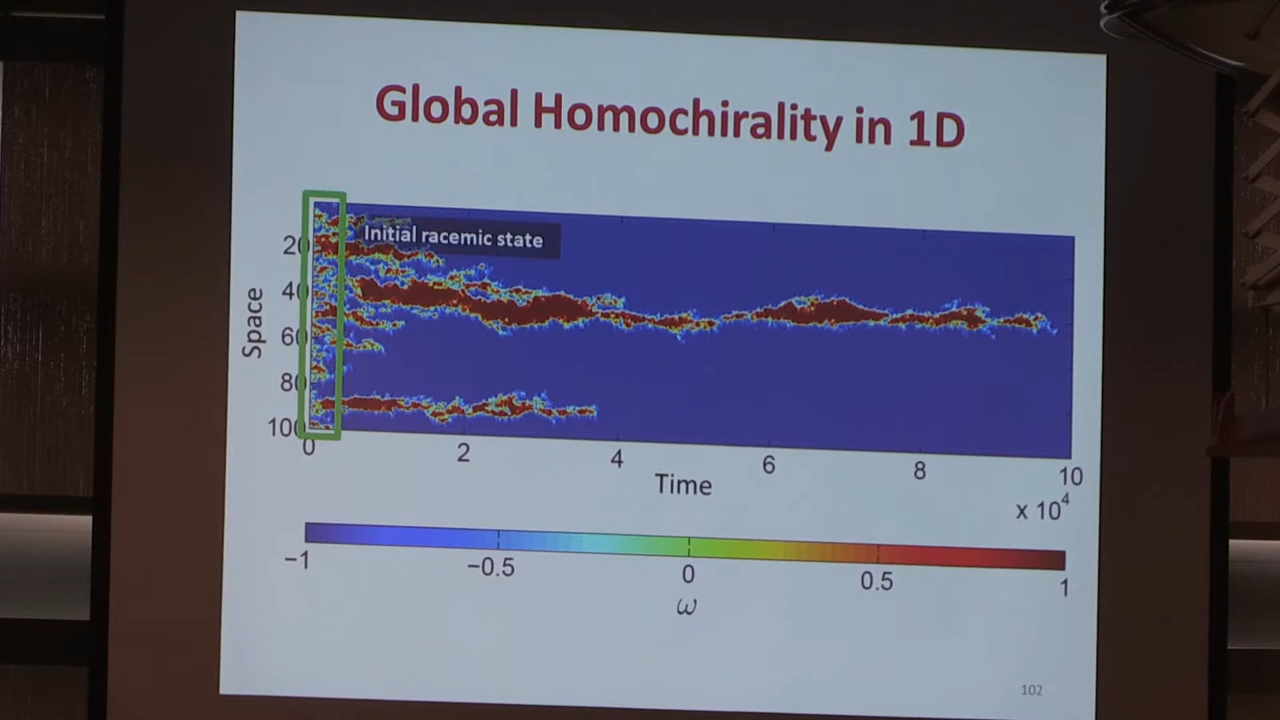 Global Homochirality in 1D
Initial racemic state
Space
20
40
60
80
100
0 2 4 6 8 10
Time
x 10⁴
−1 −0.5 0 0.5 1
ω
102